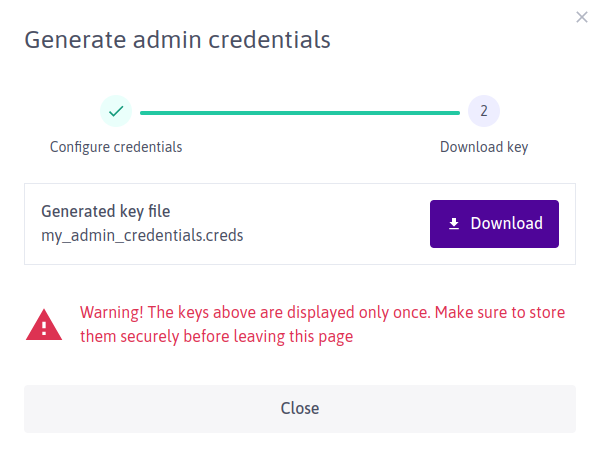 Generate admin credentials
2
Configure credentials
Download key
Generated key file
my_admin_credentials.creds
Download
Warning! The keys above are displayed only once. Make sure to store
them securely before leaving this page
Close